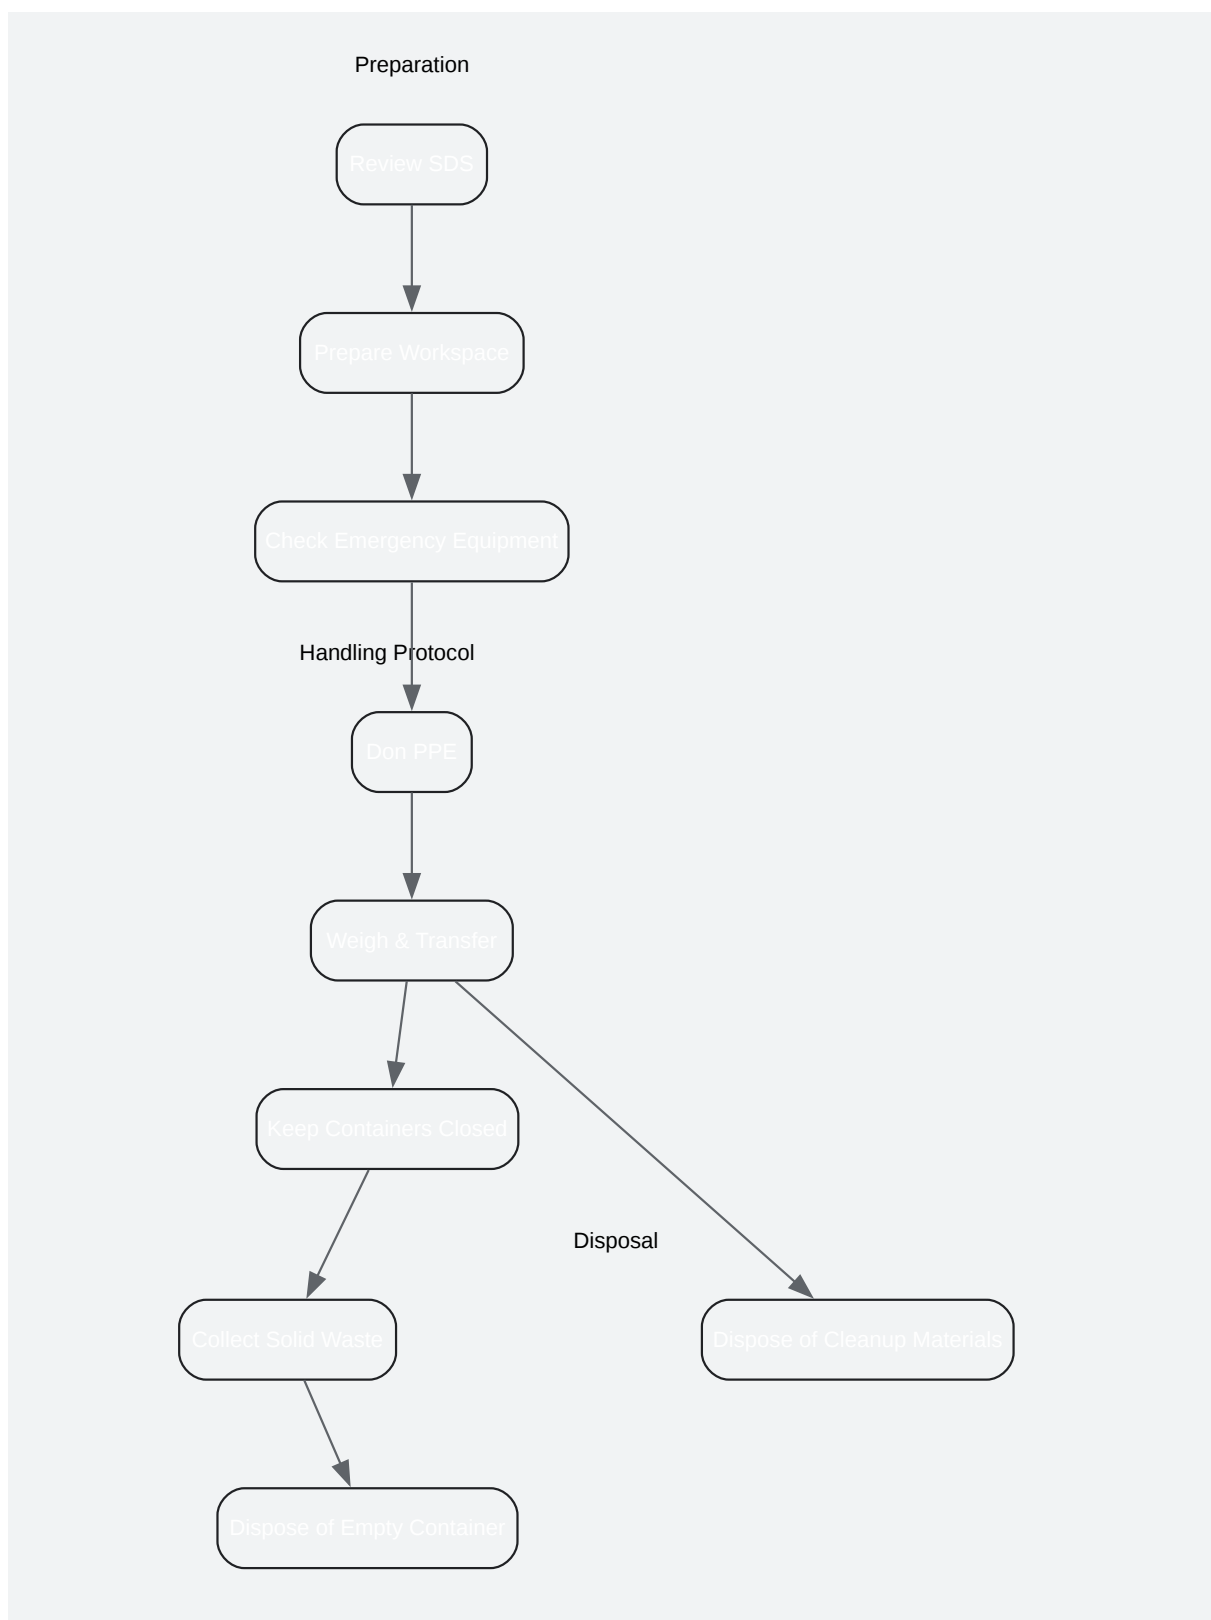 Preparation
Review SDS
Prepare Workspace
Check Emergency Equipment
Handling Protocol
Don PPE
Weigh & Transfer
Keep Containers Closed
Disposal
Collect Solid Waste
Dispose of Cleanup Materials
Dispose of Empty Container